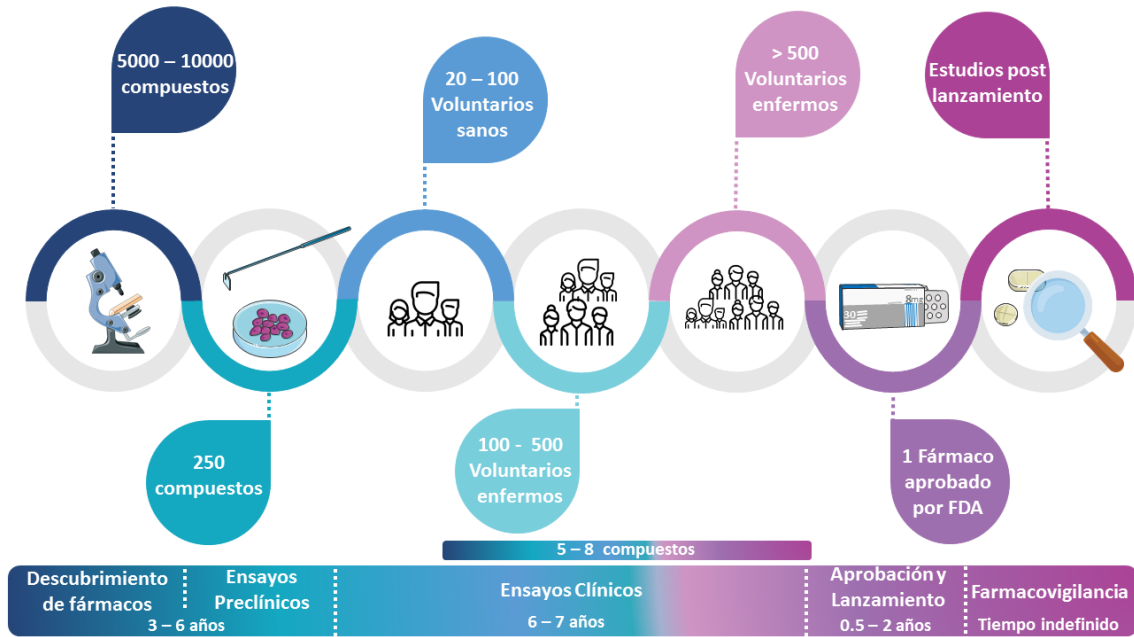 5000 – 10000
compuestos
20 – 100
Voluntarios
sanos
> 500
Voluntarios
enfermos
Estudios post
lanzamiento
30
8mg
250
compuestos
100 - 500
Voluntarios
enfermos
1 Fármaco
aprobado
por FDA
5 – 8 compuestos
Descubrimiento
de fármacos
Ensayos
Preclínicos
3 – 6 años
Ensayos Clínicos
6 – 7 años
Aprobación y
Lanzamiento
0.5 – 2 años
Farmacovigilancia
Tiempo indefinido